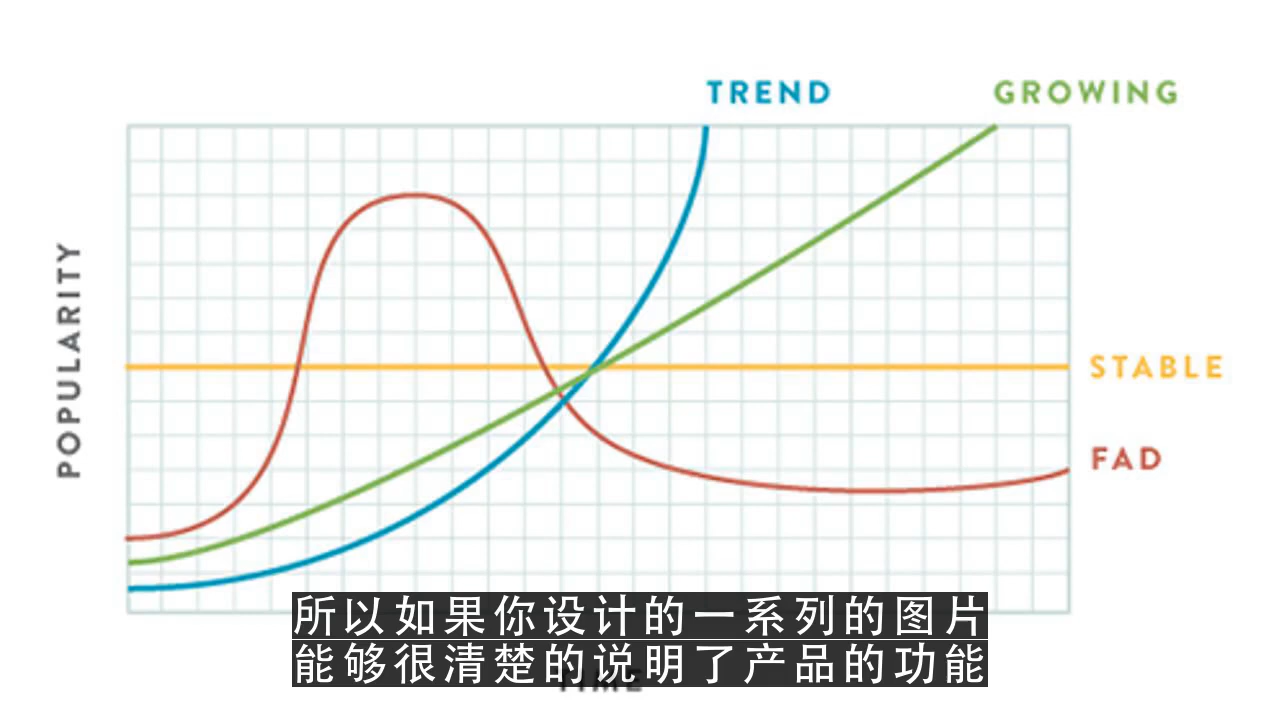 TREND
GROWING
POPULARITY
STABLE
FAD
所以如果你设计的一系列的图片
能够很清楚的说明了产品的功能
TIME